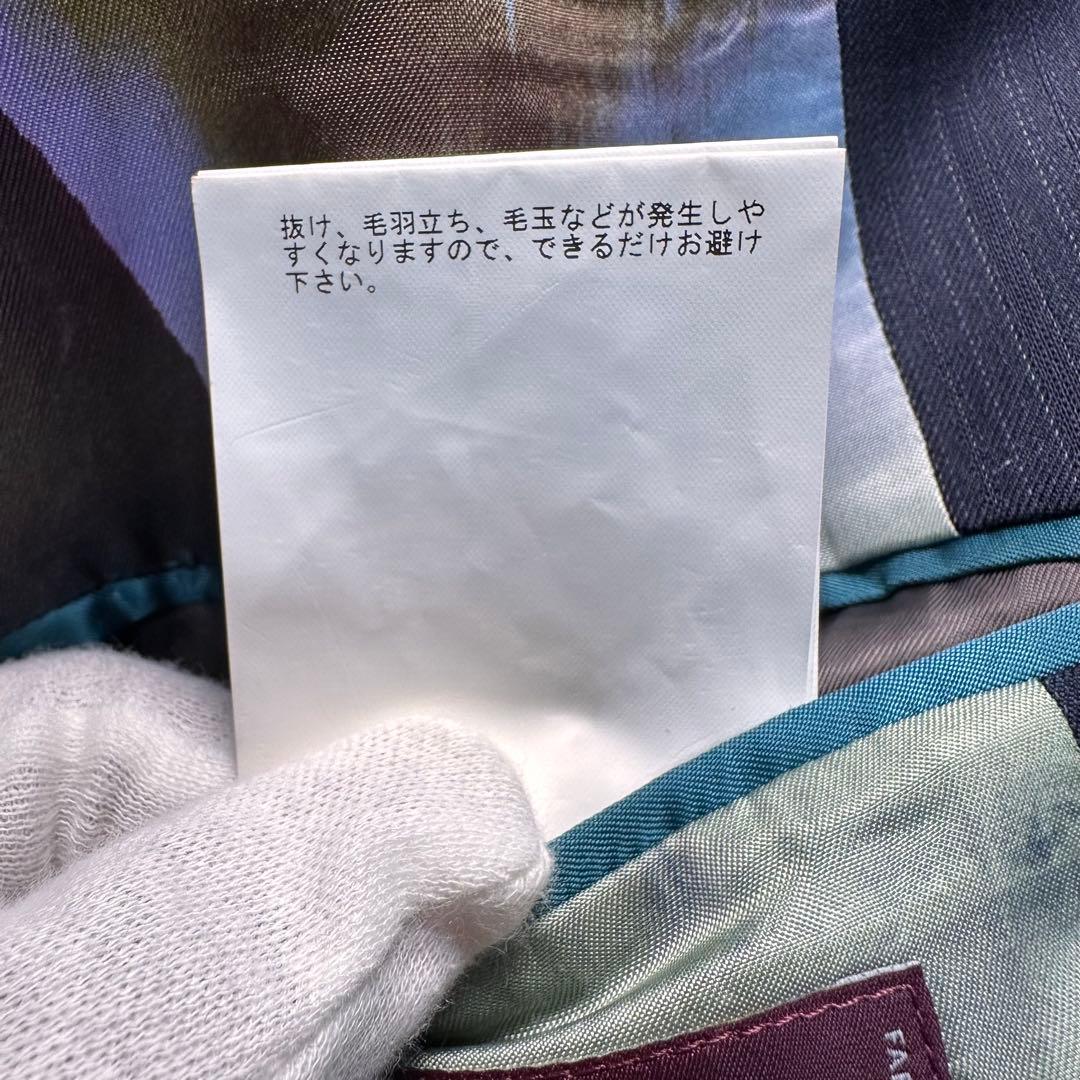 抜け、毛羽立ち、毛玉などが発生しや
すくなりますので、できるだけお避け
下さい。